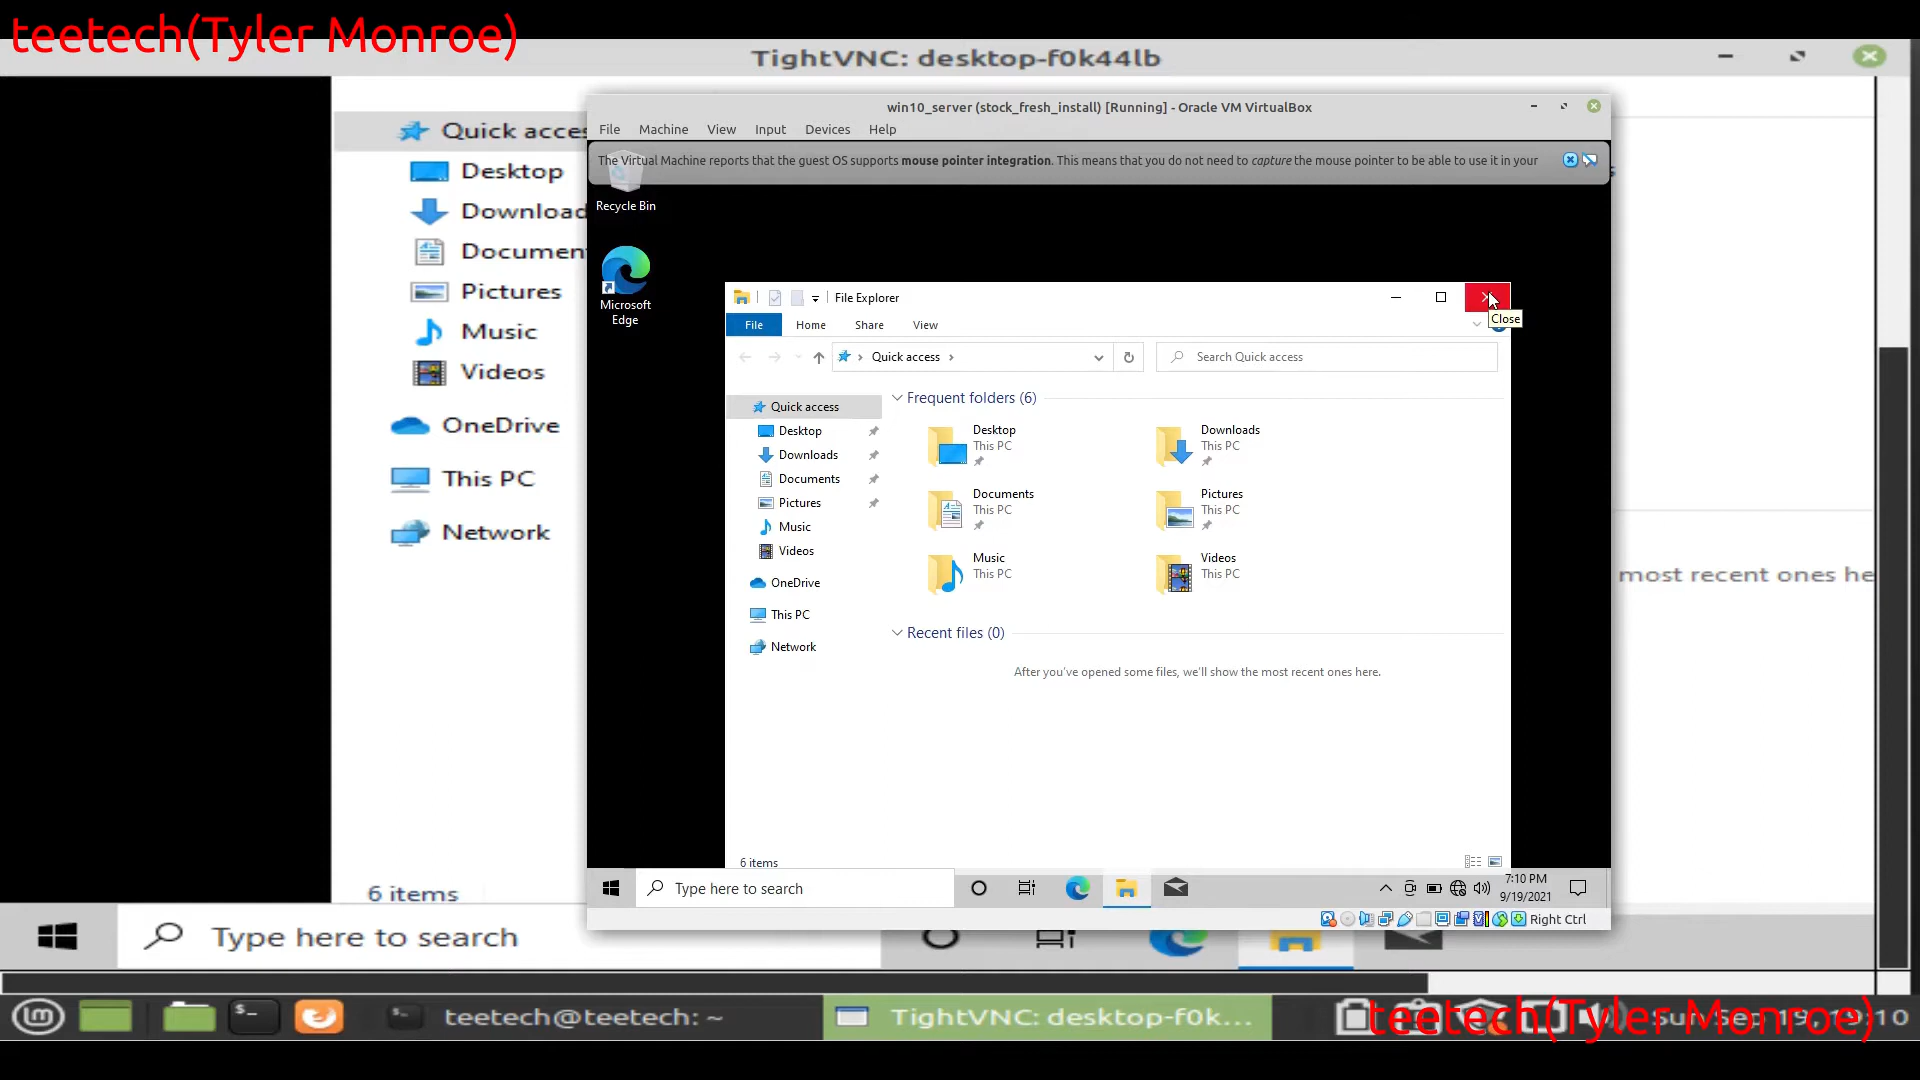 teetech(Tyler Monroe)
TightVNC: desktop-f0k44lb
win10_server (stock_fresh_install) [Running] - Oracle VM VirtualBox
File Machine View Input Devices Help
The Virtual Machine reports that the guest OS supports mouse pointer integration. This means that you do not need to capture the mouse pointer to be able to use it in your
Recycle Bin
Microsoft
Edge
File Explorer
Close
File Home Share View
Quick access
Search Quick access
Quick access
Desktop
Downloads
Documents
Pictures
Music
Videos
OneDrive
This PC
Network
Frequent folders (6)
Desktop
This PC
Downloads
This PC
Documents
This PC
Pictures
This PC
Music
This PC
Videos
This PC
Recent files (0)
After you've opened some files, we'll show the most recent ones here.
6 items
Type here to search
7:10 PM
9/19/2021
Right Ctrl
Quick acces
Desktop
Download
Documen
Pictures
Music
Videos
OneDrive
This PC
Network
most recent ones he
6 items
Type here to search
teetech@teetech: ~
TightVNC: desktop-f0k...
Sun Sep 19, 19:10
teetech(Tyler Monroe)